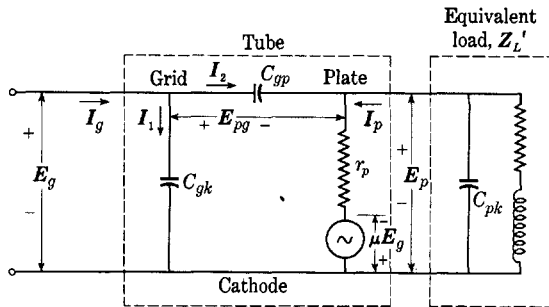 Equivalent
load, Z_L'
Tube
Grid I_2 C_gp Plate
+
I_g
I_1
+ E_pg -
I_p
+
E_g
r_p
E_p
-
C_gk
-
μE_g
+
-
C_pk
Cathode